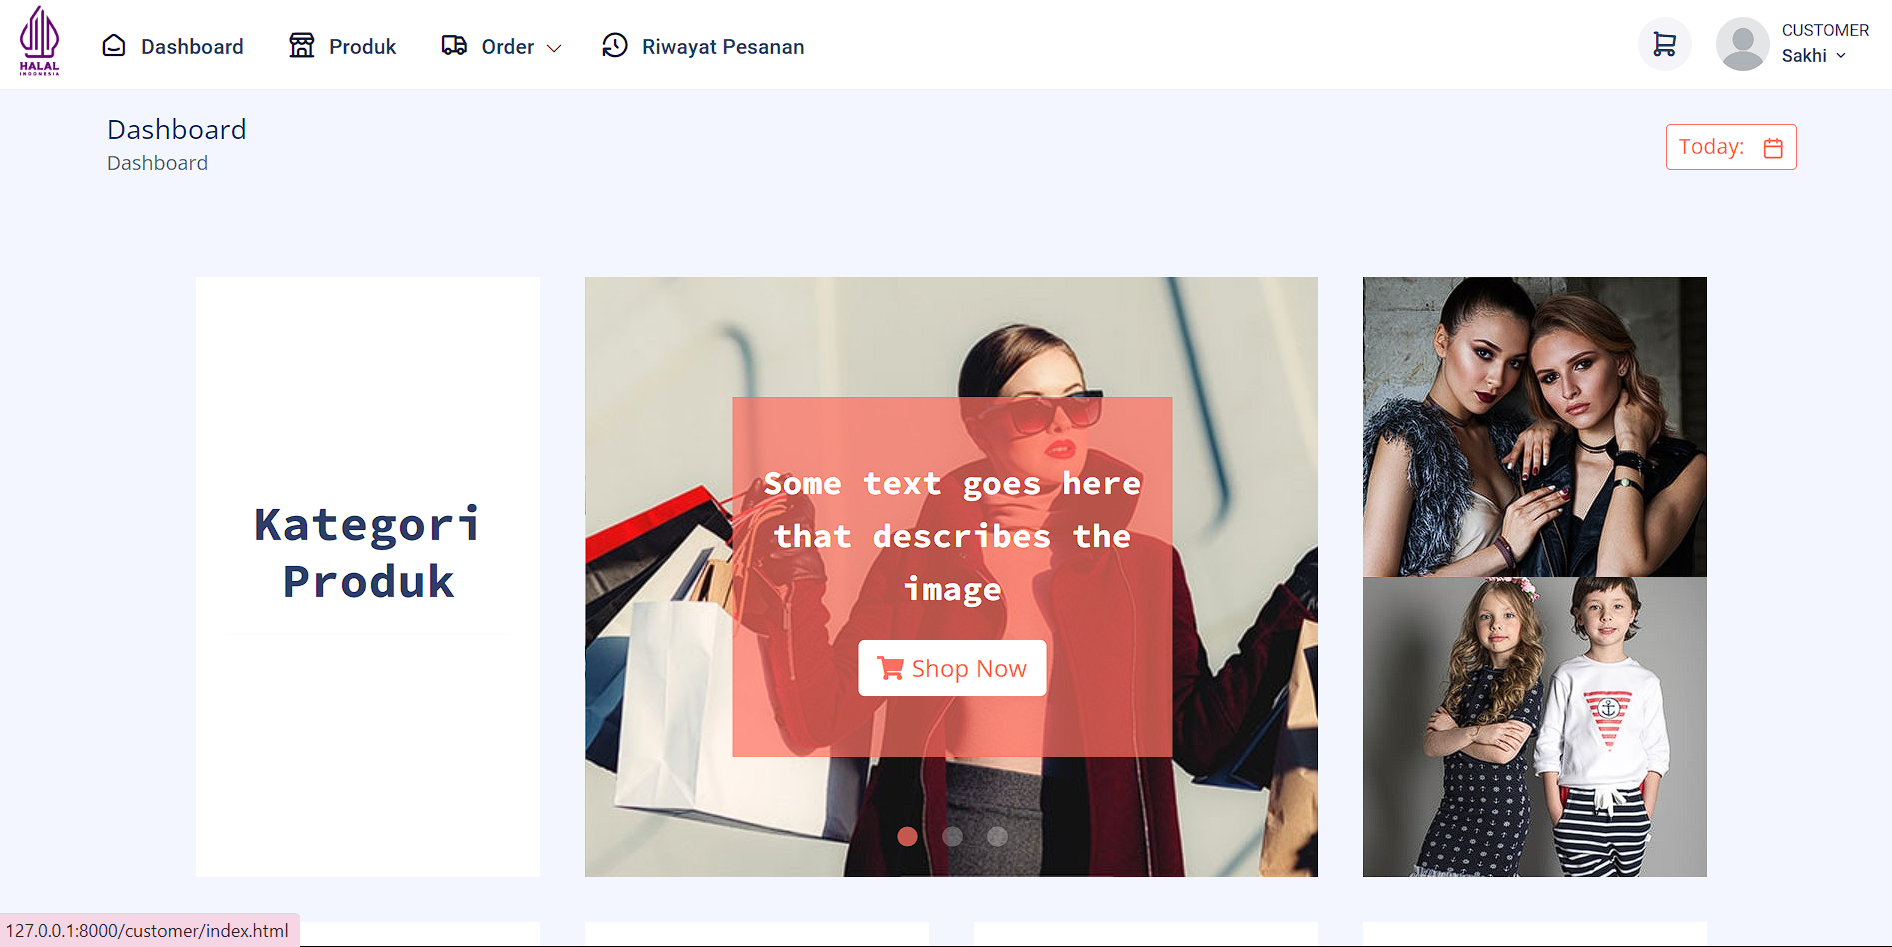 HALAL
INDONESIA
Dashboard
Produk
Order
Riwayat Pesanan
CUSTOMER
Sakhi
Dashboard
Dashboard
Today:
Kategori
Produk
Some text goes here
that describes the
image
Shop Now
127.0.0.1:8000/customer/index.html